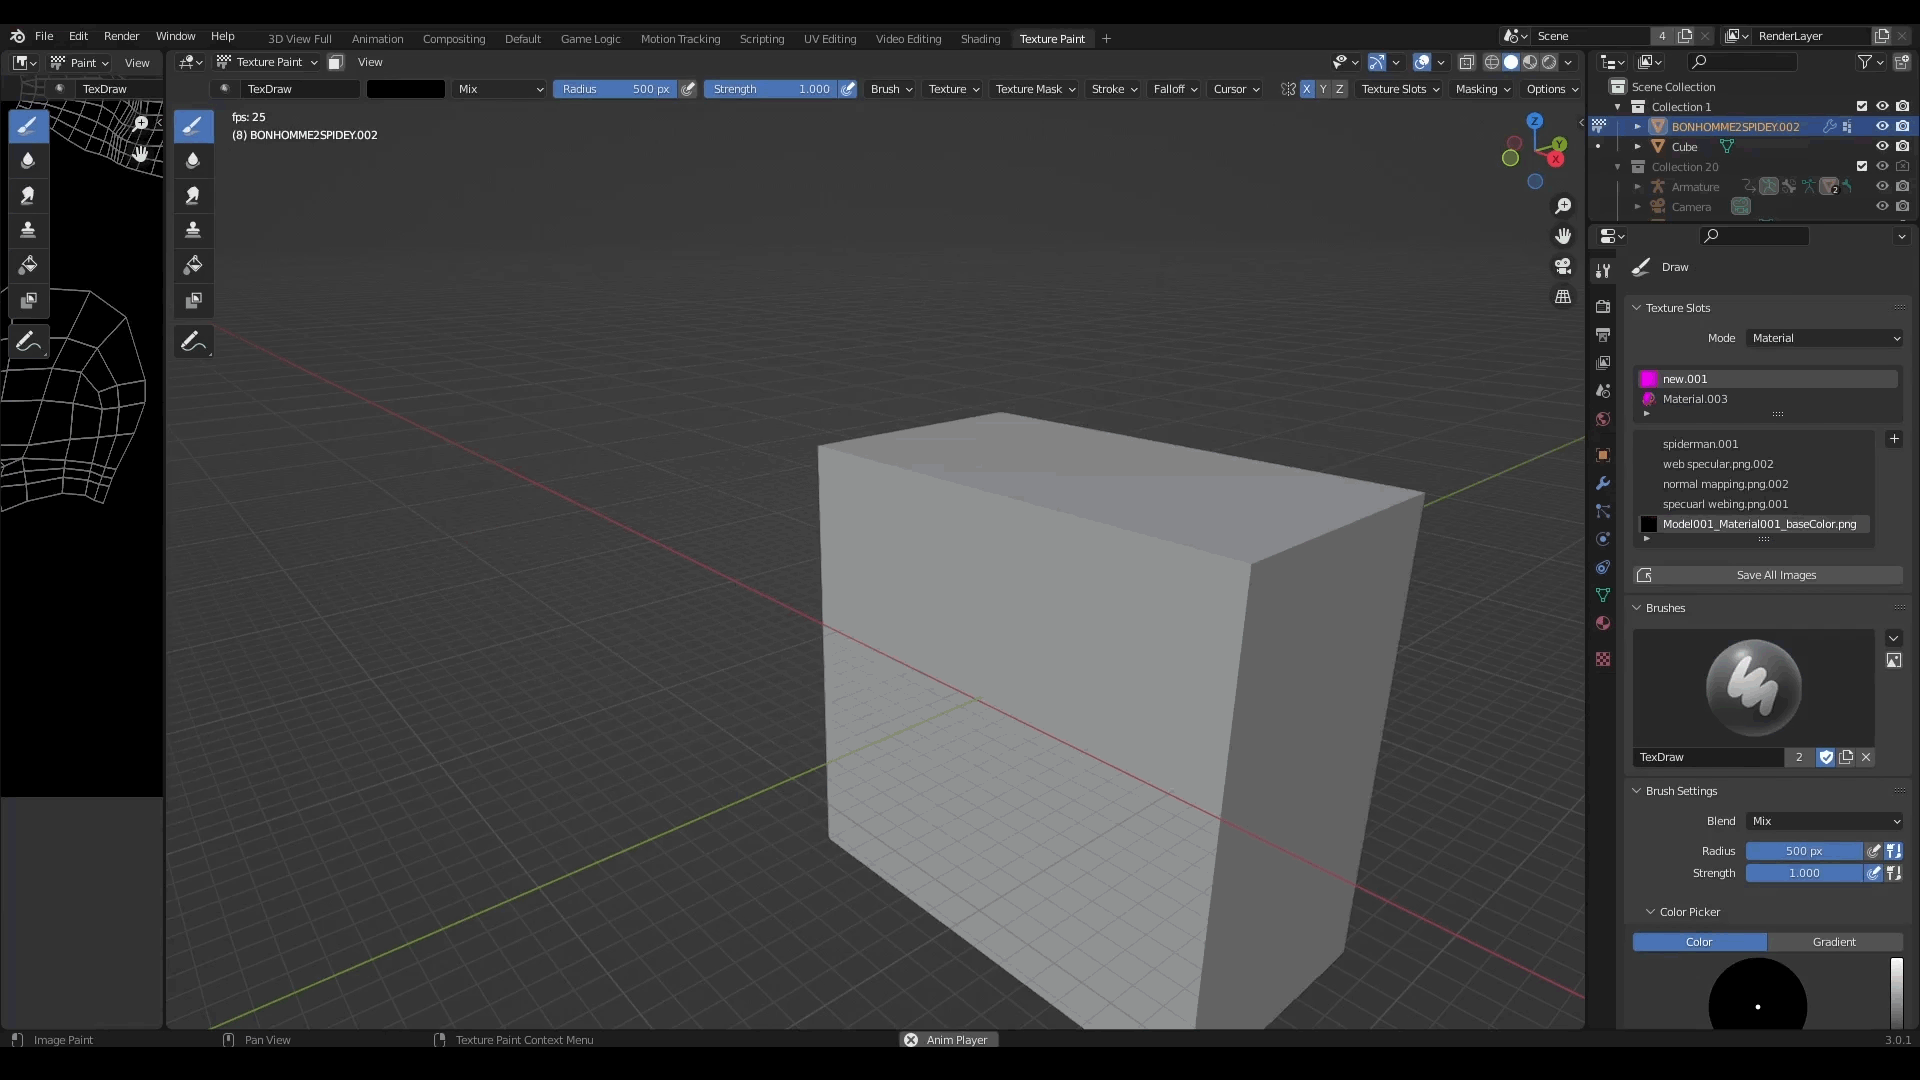 File Edit Render Window Help
3D View Full Animation Compositing Default Game Logic Motion Tracking Scripting UV Editing Video Editing Shading Texture Paint +
Scene 4 RenderLayer
Paint View
Texture Paint View
TexDraw
TexDraw Mix Radius 500 px Strength 1.000 Brush Texture Texture Mask Stroke Falloff Cursor X Y Z Texture Slots Masking Options
fps: 25
(8) BONHOMME2SPIDEY.002
Z
Y
X
Scene Collection
Collection 1
BONHOMME2SPIDEY.002
Cube
Collection 20
Armature 2
Camera
Draw
Texture Slots
Mode Material
new.001
Material.003
spiderman.001
web specular.png.002
normal mapping.png.002
specuarl webing.png.001
Model001_Material001_baseColor.png
Save All Images
Brushes
TexDraw 2
Brush Settings
Blend Mix
Radius 500 px
Strength 1.000
Color Picker
Color Gradient
Image Paint Pan View Texture Paint Context Menu Anim Player 3.0.1